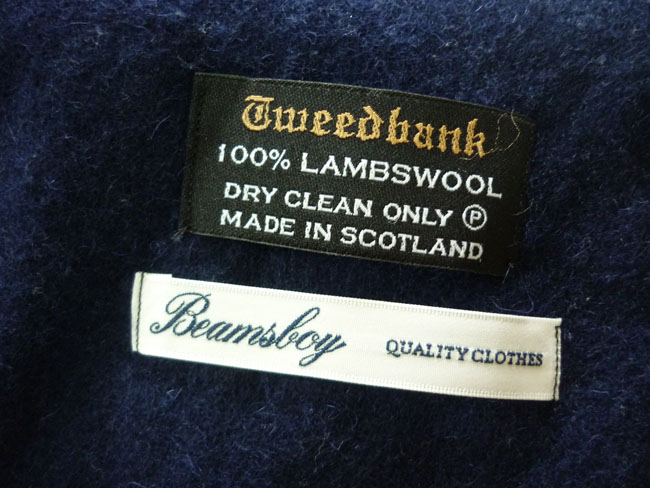 Tweedbank
100% LAMBSWOOL
DRY CLEAN ONLY Ⓟ
MADE IN SCOTLAND
Beamsboy QUALITY CLOTHES